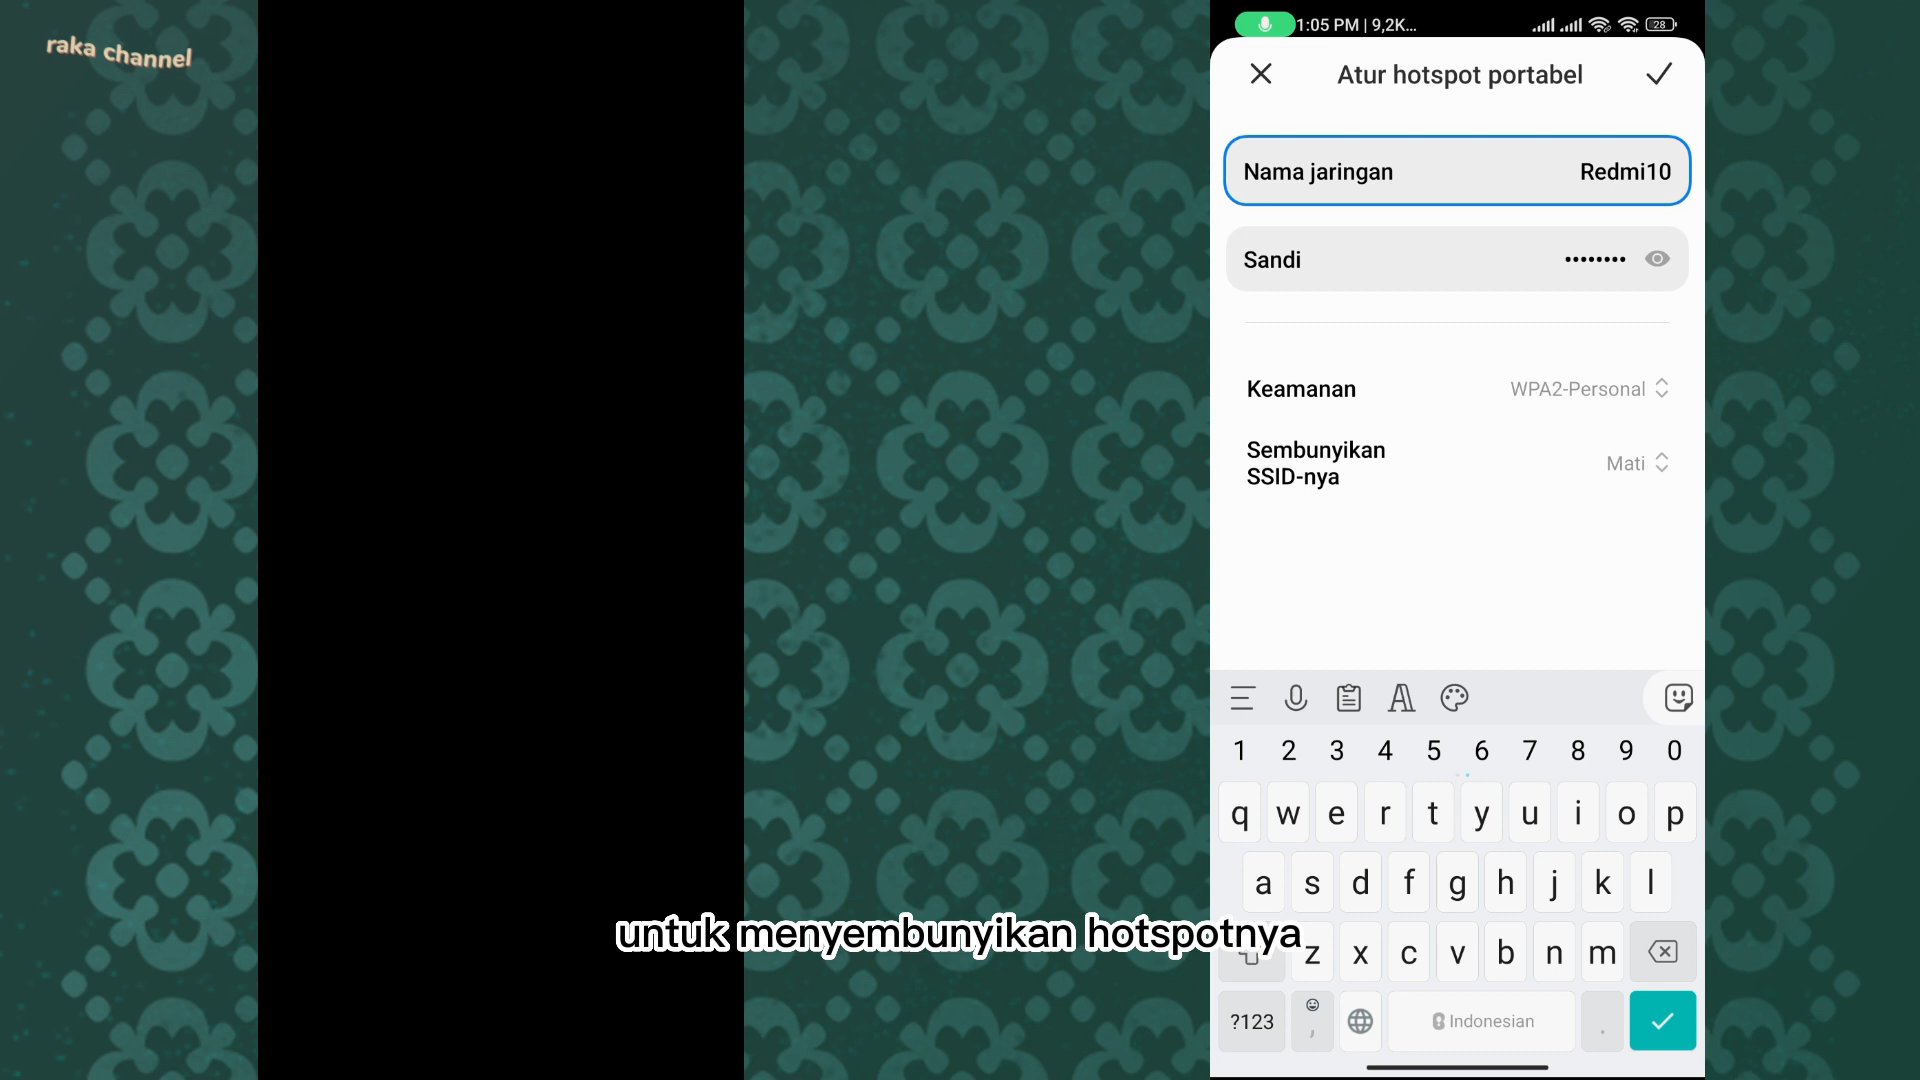 raka channel
1:05 PM | 9,2K...
28
Atur hotspot portabel
Nama jaringan Redmi10
Sandi ••••••••
Keamanan WPA2-Personal
Sembunyikan
SSID-nya Mati
1 2 3 4 5 6 7 8 9 0
q w e r t y u i o p
a s d f g h j k l
untuk menyembunyikan hotspotnya
z x c v b n m
?123 , Indonesian .